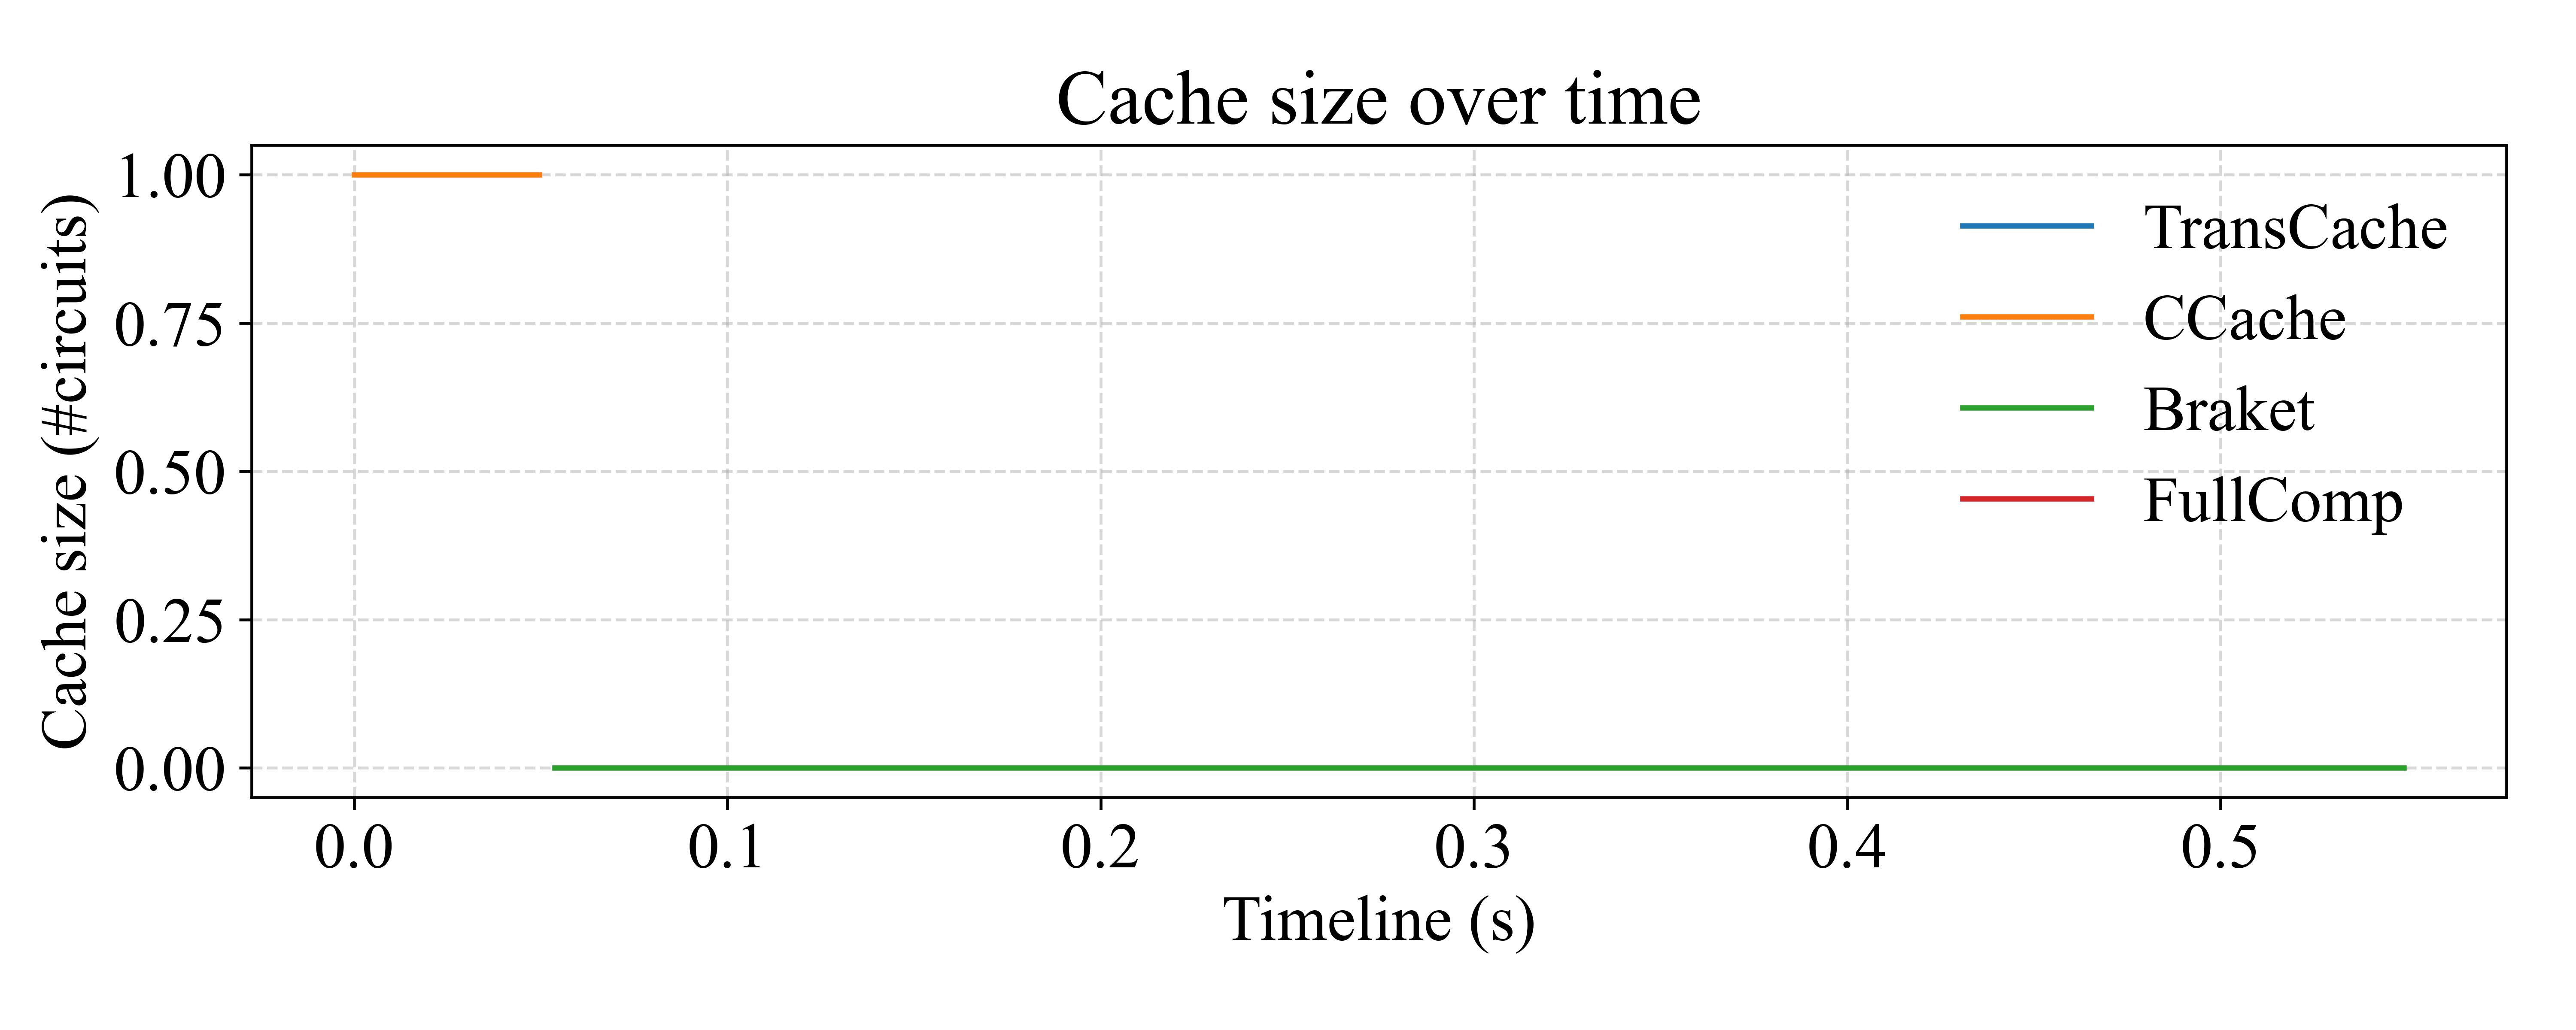 Cache size over time
Cache size (#circuits)
1.00
0.75
0.50
0.25
0.00
TransCache
CCache
Braket
FullComp
0.0 0.1 0.2 0.3 0.4 0.5
Timeline (s)